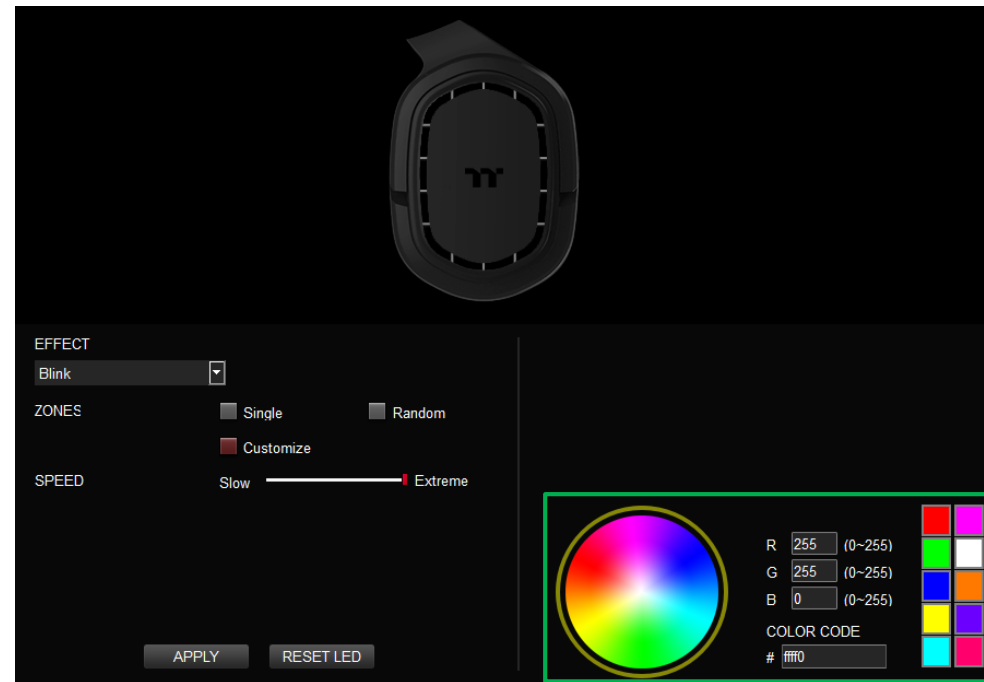 EFFECT
Blink
ZONES
Single
Random
Customize
SPEED
Slow
Extreme
APPLY
RESET LED
R 255 (0~255)
G 255 (0~255)
B 0 (0~255)
COLOR CODE
# ffff0